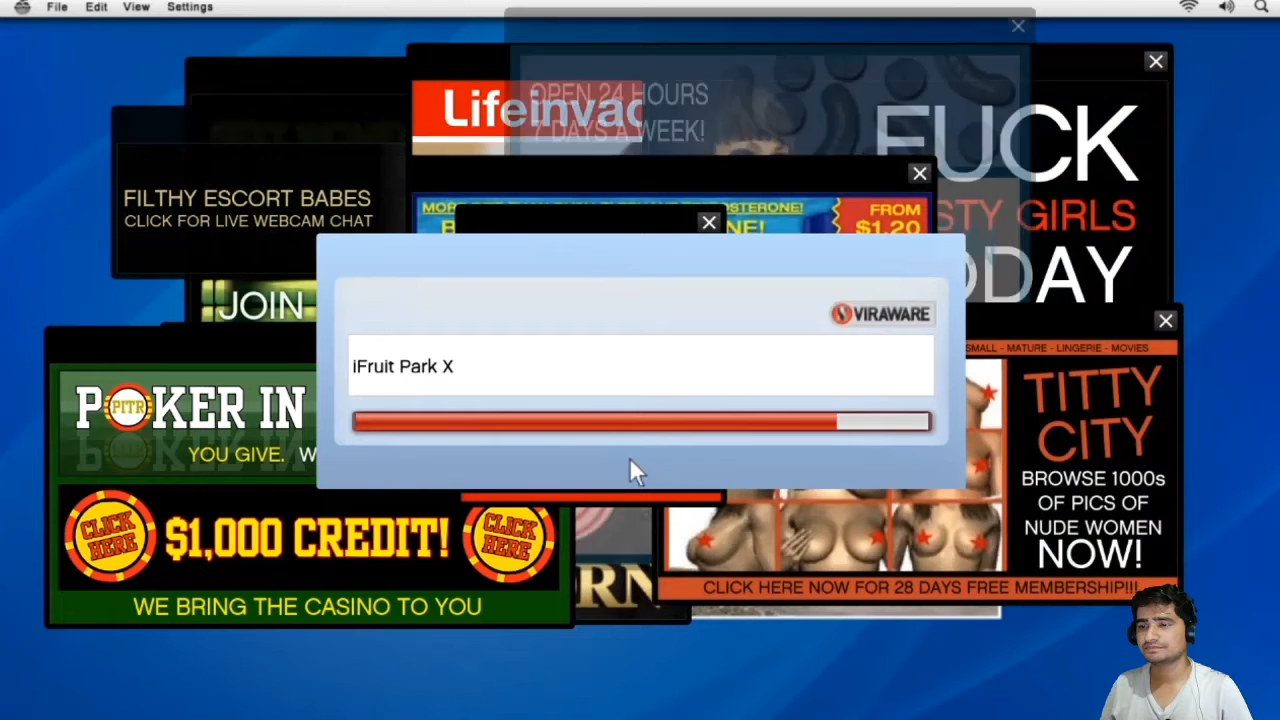 File Edit View Settings
OPEN 24 HOURS
7 DAYS A WEEK!
Lifeinvad
FUCK
STY GIRLS
ODAY
FILTHY ESCORT BABES
CLICK FOR LIVE WEBCAM CHAT
FROM
$1.20
JOIN
VIRAWARE
iFruit Park X
POKER IN
PITR
YOU GIVE. W
CLICK HERE
$1,000 CREDIT!
CLICK HERE
WE BRING THE CASINO TO YOU
RN
SMALL - MATURE - LINGERIE - MOVIES
TITTY
CITY
BROWSE 1000s
OF PICS OF
NUDE WOMEN
NOW!
CLICK HERE NOW FOR 28 DAYS FREE MEMBERSHIP!!!